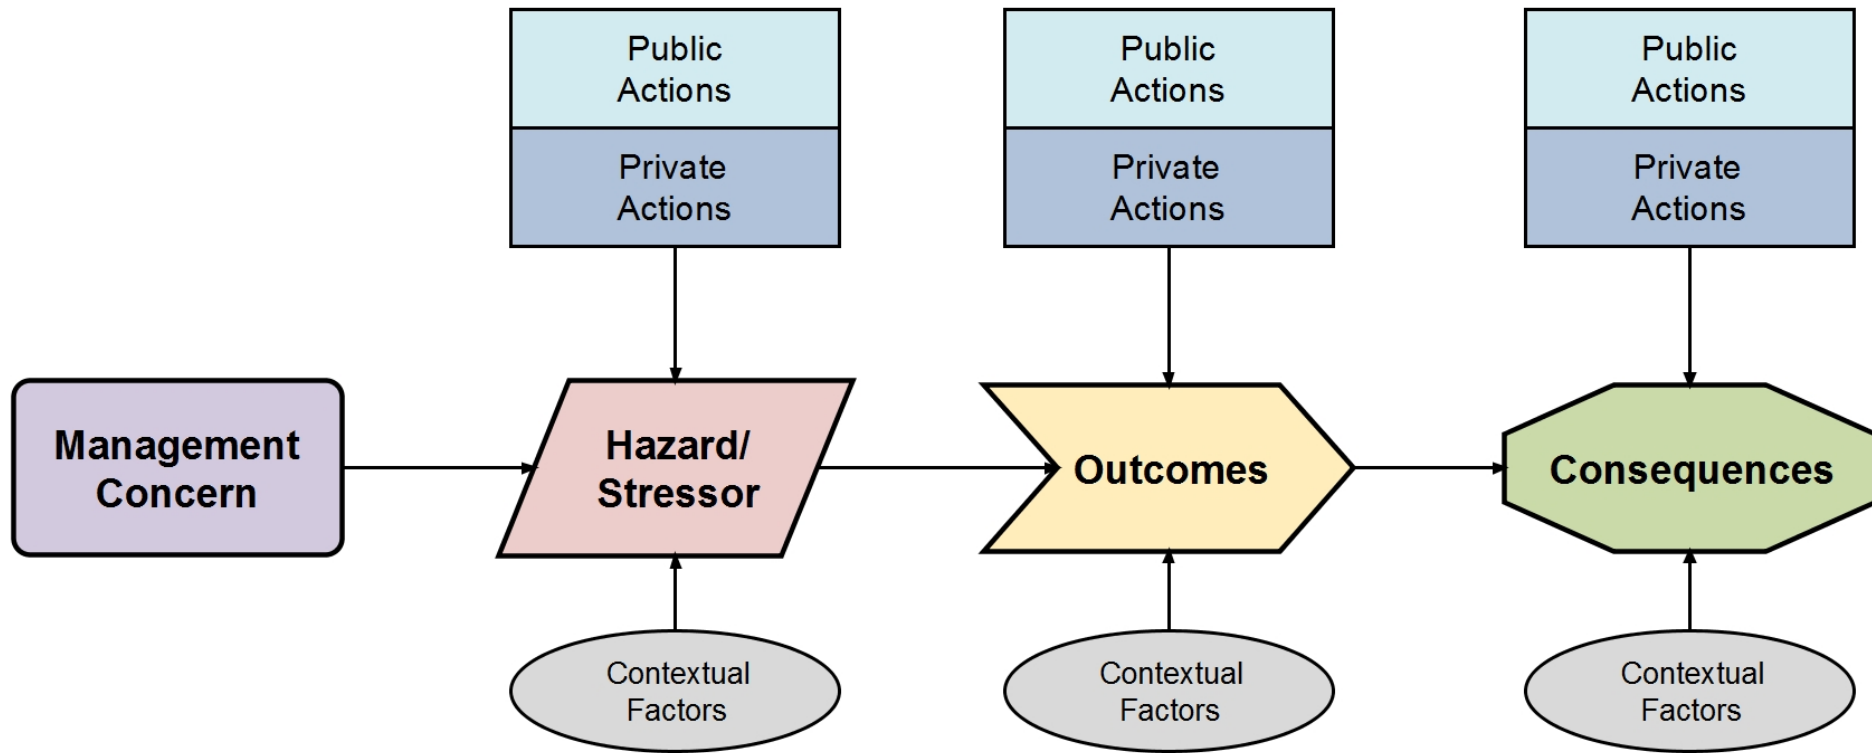 Public
Actions
Private
Actions
Public
Actions
Private
Actions
Public
Actions
Private
Actions
Management
Concern
Hazard/
Stressor
Outcomes
Consequences
Contextual
Factors
Contextual
Factors
Contextual
Factors